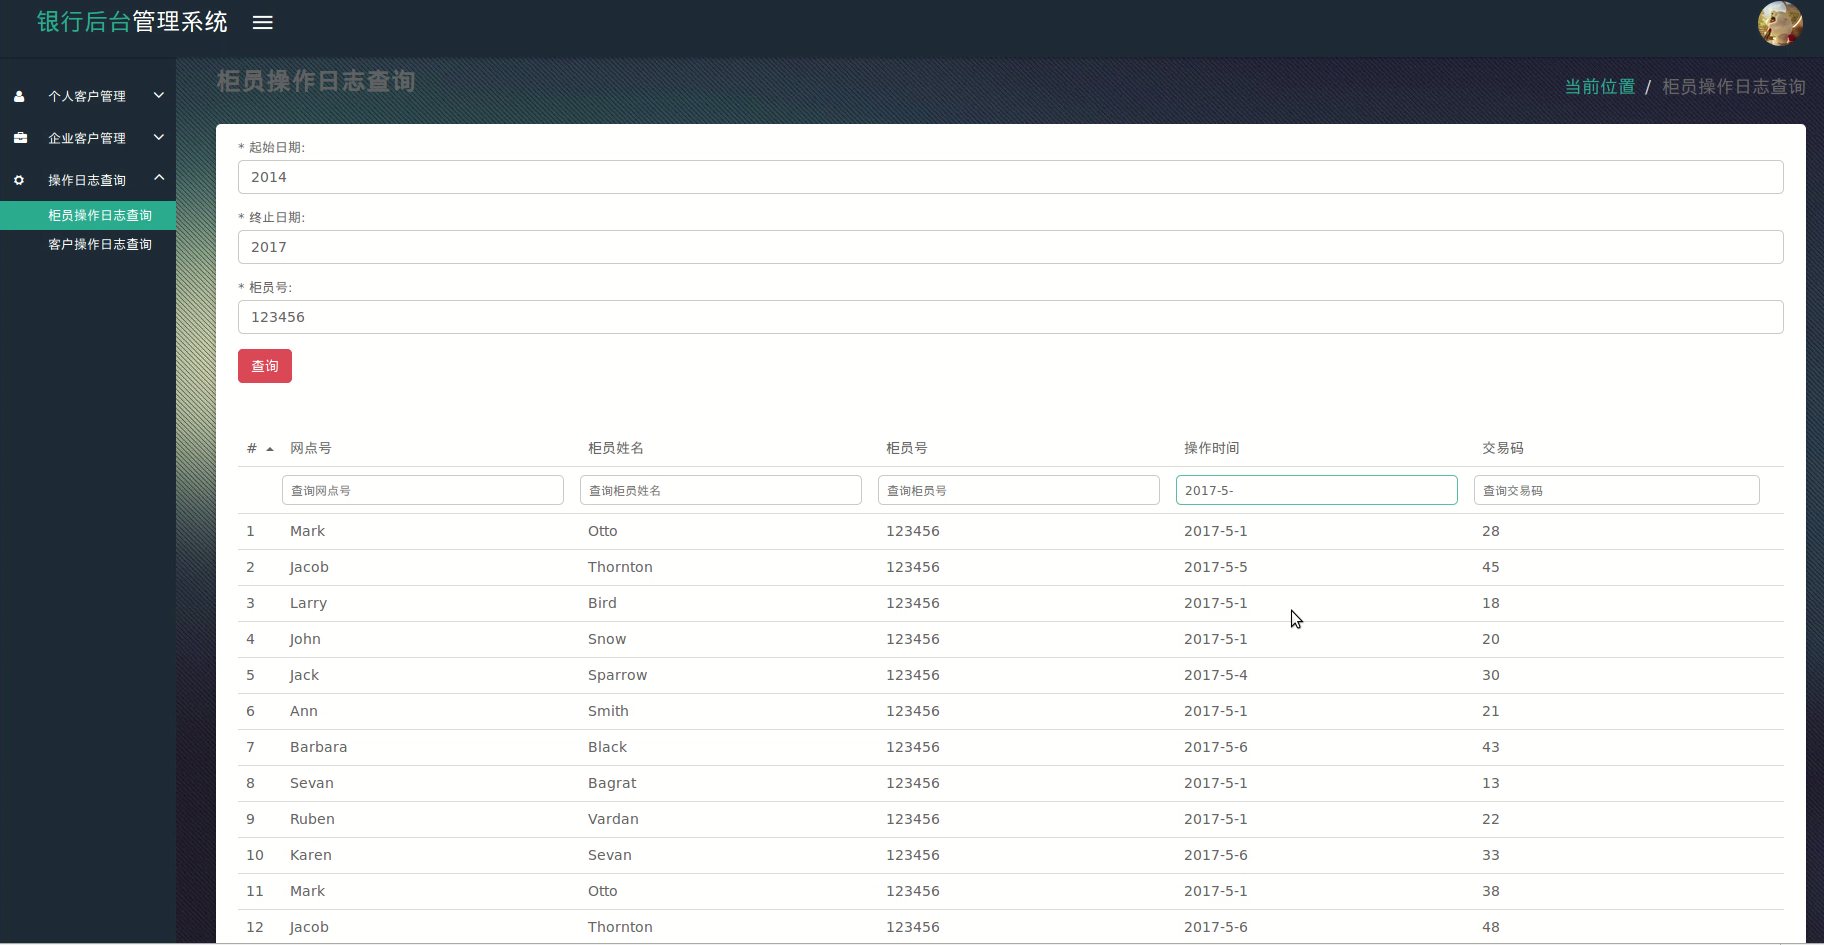 银行后台管理系统
个人客户管理
企业客户管理
操作日志查询
柜员操作日志查询
客户操作日志查询
柜员操作日志查询
当前位置 / 柜员操作日志查询
* 起始日期:
2014
* 终止日期:
2017
* 柜员号:
123456
查询
# 网点号 柜员姓名 柜员号 操作时间 交易码
查询网点号 查询柜员姓名 查询柜员号 2017-5- 查询交易码
1 Mark Otto 123456 2017-5-1 28
2 Jacob Thornton 123456 2017-5-5 45
3 Larry Bird 123456 2017-5-1 18
4 John Snow 123456 2017-5-1 20
5 Jack Sparrow 123456 2017-5-4 30
6 Ann Smith 123456 2017-5-1 21
7 Barbara Black 123456 2017-5-6 43
8 Sevan Bagrat 123456 2017-5-1 13
9 Ruben Vardan 123456 2017-5-1 22
10 Karen Sevan 123456 2017-5-6 33
11 Mark Otto 123456 2017-5-1 38
12 Jacob Thornton 123456 2017-5-6 48